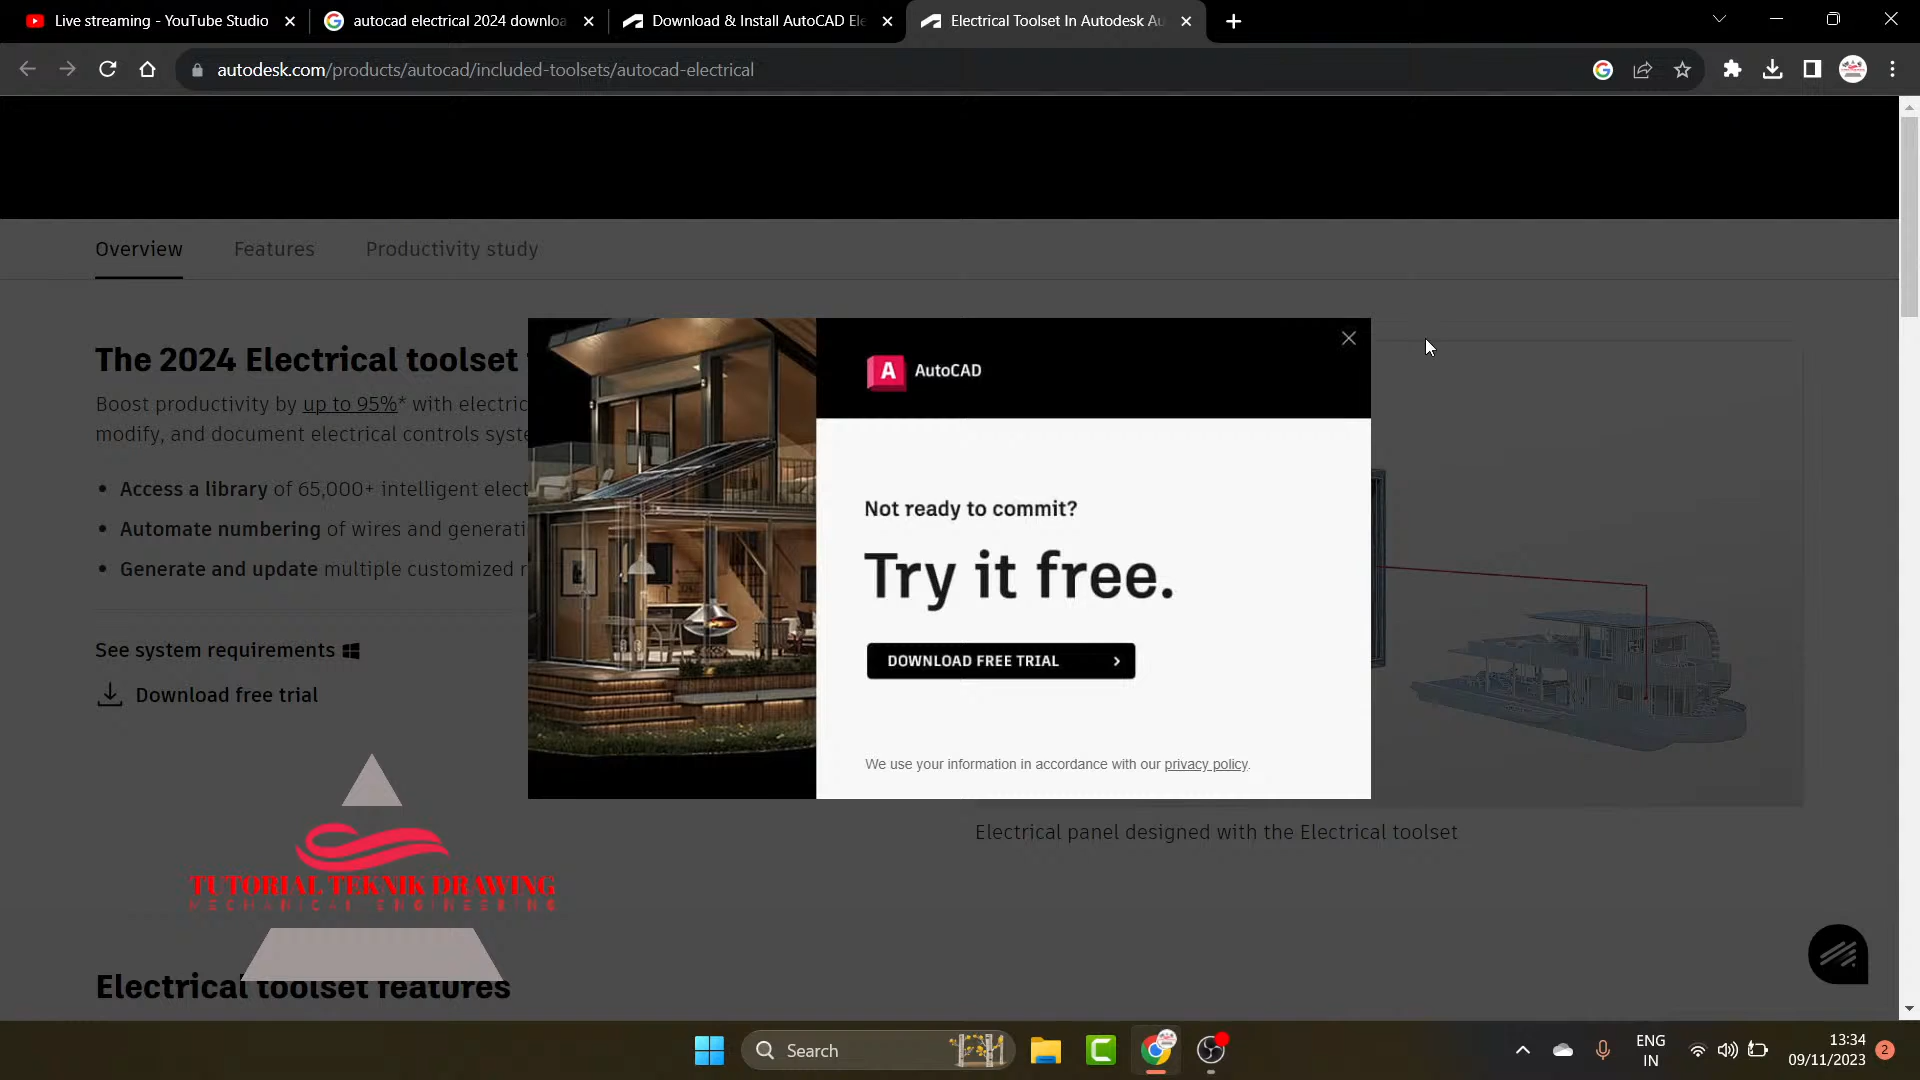 Live streaming - YouTube Studio
autocad electrical 2024 downloa
Download & Install AutoCAD Ele
Electrical Toolset In Autodesk Au
autodesk.com/products/autocad/included-toolsets/autocad-electrical
Overview
Features
Productivity study
The 2024 Electrical toolset
Boost productivity by up to 95%* with electric
modify, and document electrical controls syste
• Access a library of 65,000+ intelligent elect
• Automate numbering of wires and generati
• Generate and update multiple customized r
See system requirements
Download free trial
A AutoCAD
Not ready to commit?
Try it free.
DOWNLOAD FREE TRIAL
We use your information in accordance with our privacy policy.
Electrical panel designed with the Electrical toolset
TUTORIAL TEKNIK DRAWING
MECHANICAL ENGINEERING
Electrical toolset features
Search
ENG
IN
13:34
09/11/2023
2